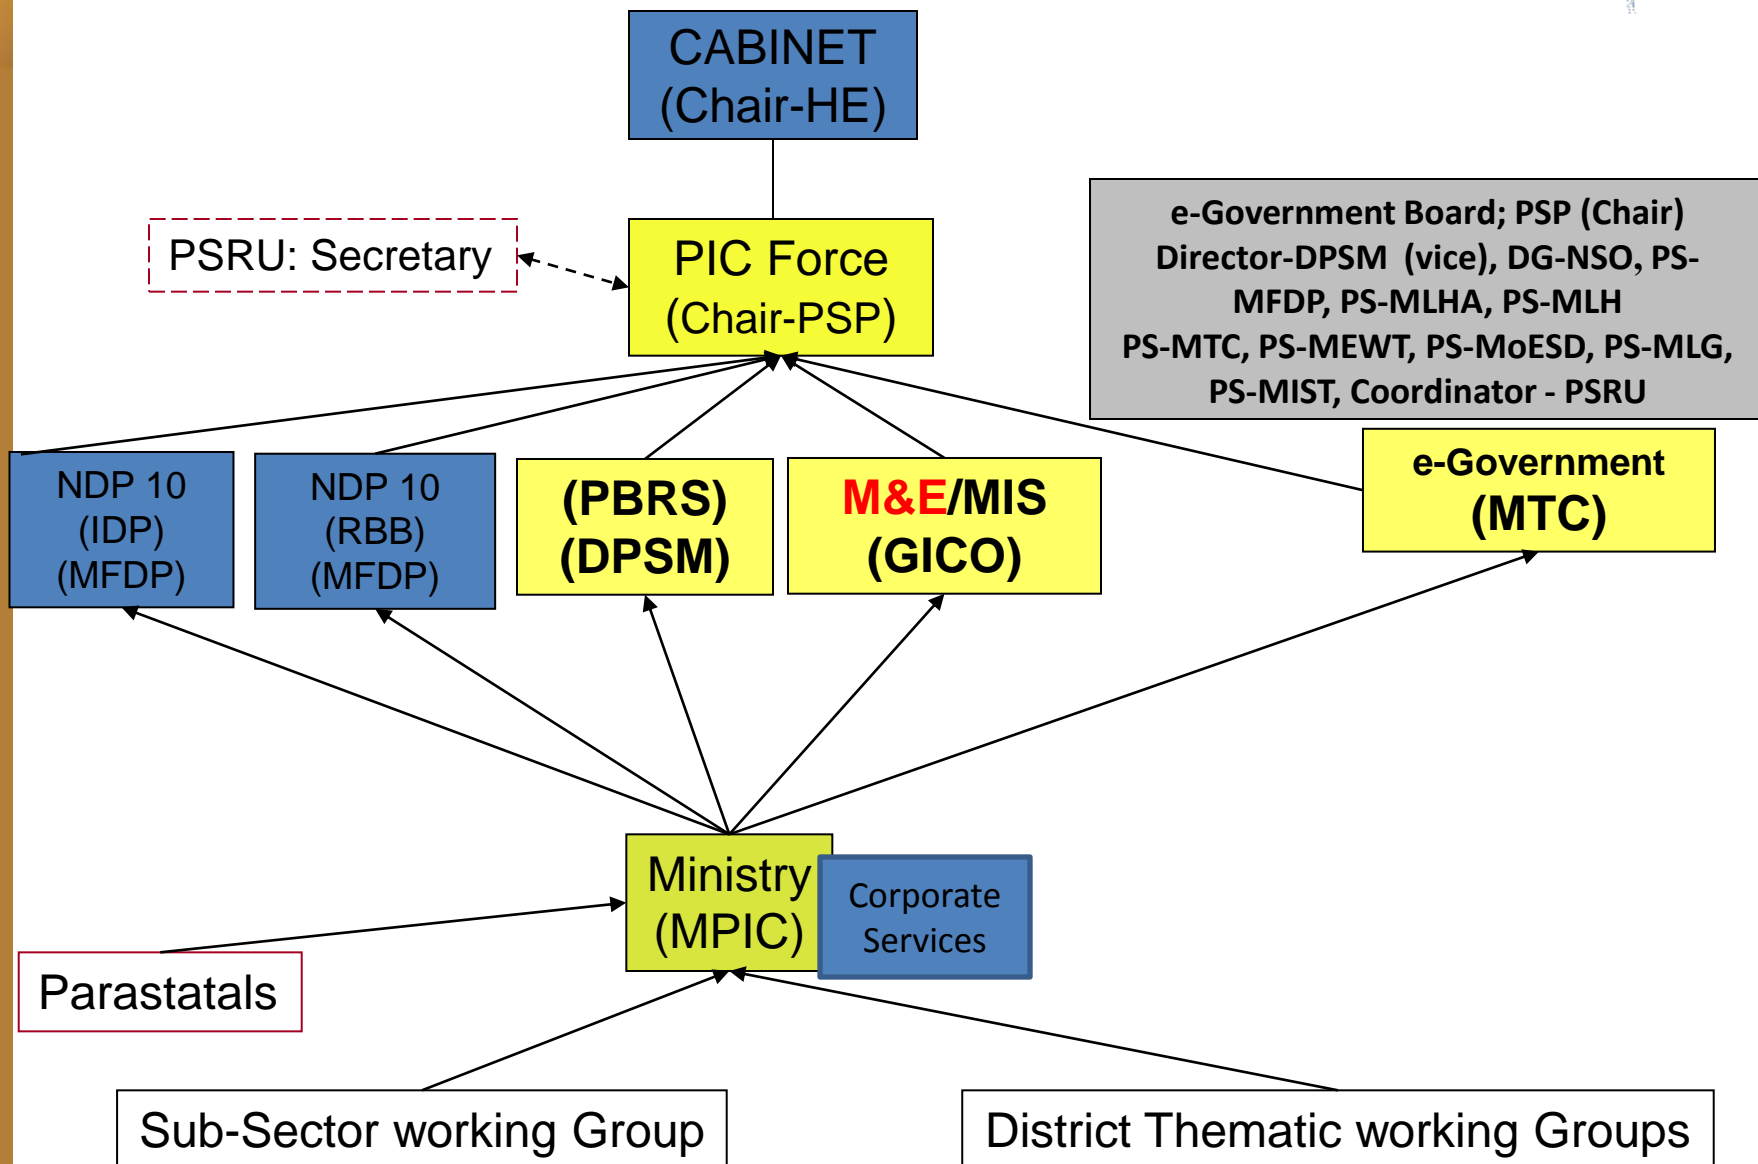 CABINET
(Chair-HE)
PSRU: Secretary
PIC Force
(Chair-PSP)
e-Government Board; PSP (Chair)
Director-DPSM (vice), DG-NSO, PS-
MFDP, PS-MLHA, PS-MLH
PS-MTC, PS-MEWT, PS-MoESD, PS-MLG,
PS-MIST, Coordinator - PSRU
NDP 10
(IDP)
(MFDP)
NDP 10
(RBB)
(MFDP)
(PBRS)
(DPSM)
M&E/MIS
(GICO)
e-Government
(MTC)
Ministry
(MPIC)
Corporate
Services
Parastatals
Sub-Sector working Group
District Thematic working Groups